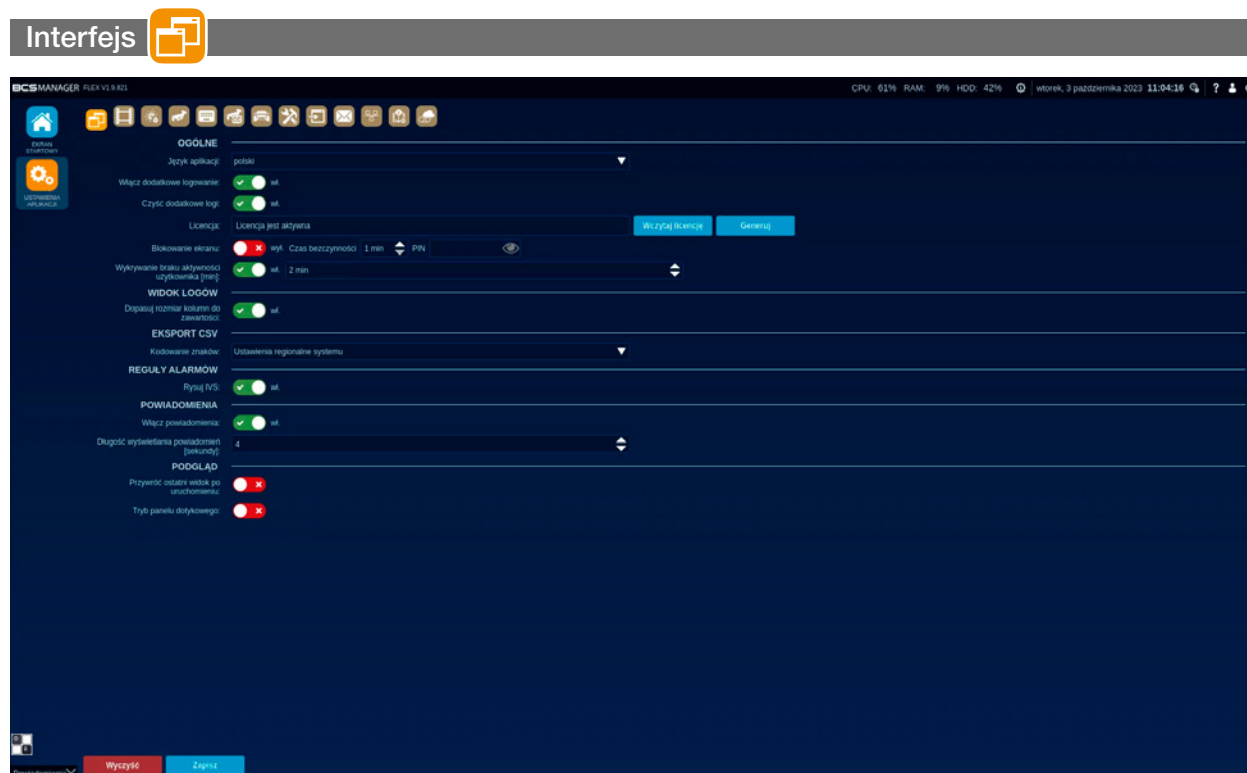 Interfejs
BCSMANAGER FLEX V1.9.821
CPU: 61% RAM: 9% HDD: 42% wtorek, 3 października 2023 11:04:16 ?
EKRAN STARTOWY
USTAWIENIA APLIKACJI
OGÓLNE
Język aplikacji: polski
Włącz dodatkowe logowanie: wł.
Czyść dodatkowe logi: wł.
Licencja: Licencja jest aktywna Wczytaj licencję Generuj
Blokowanie ekranu: wył. Czas bezczynności 1 min PIN
Wykrywanie braku aktywności
użytkownika [min]: wł. 2 min
WIDOK LOGÓW
Dopasuj rozmiar kolumn do
zawartości: wł.
EKSPORT CSV
Kodowanie znaków: Ustawienia regionalne systemu
REGUŁY ALARMÓW
Rysuj IVS: wł.
POWIADOMIENIA
Włącz powiadomienia: wł.
Długość wyświetlania powiadomień
[sekundy]: 4
PODGLĄD
Przywróć ostatni widok po
uruchomieniu:
Tryb panelu dotykowego:
Wyczyść Zapisz